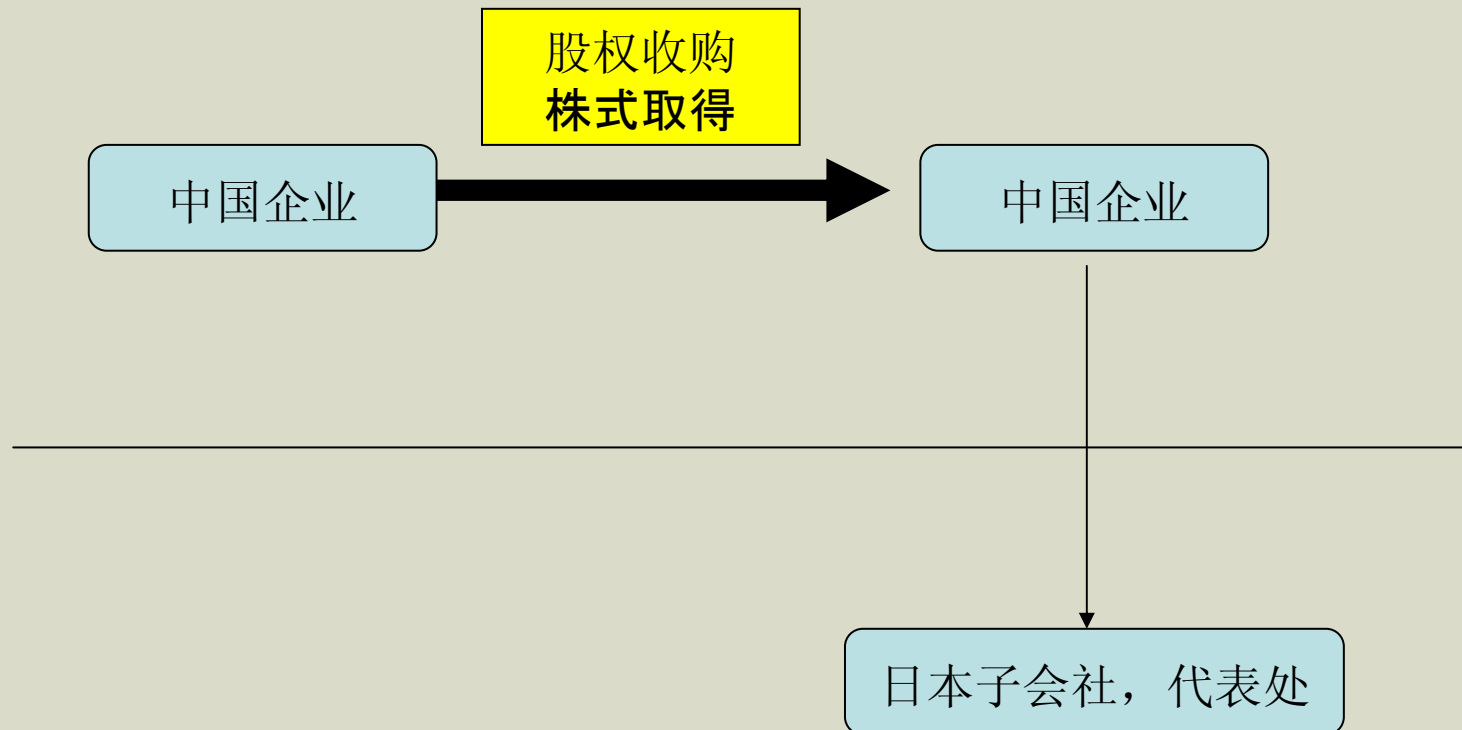 股权收购
株式取得
中国企业
中国企业
日本子会社，代表处